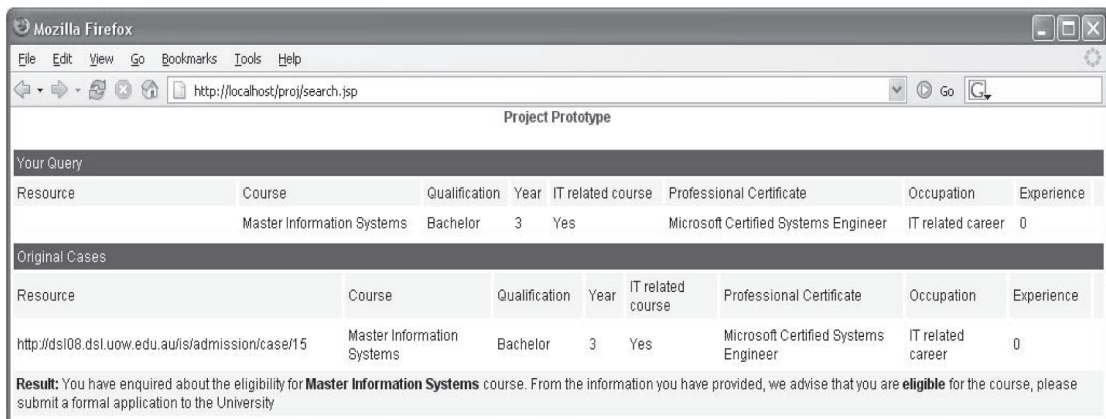 Mozilla Firefox
File Edit View Go Bookmarks Tools Help
http://localhost/proj/search.jsp Go G
Project Prototype
Your Query
Resource Course Qualification Year IT related course Professional Certificate Occupation Experience
Master Information Systems Bachelor 3 Yes Microsoft Certified Systems Engineer IT related career 0
Original Cases
Resource Course Qualification Year IT related course Professional Certificate Occupation Experience
http://dsl08.dsl.uow.edu.au/is/admission/case/15 Master Information Systems Bachelor 3 Yes Microsoft Certified Systems Engineer IT related career 0
Result: You have enquired about the eligibility for Master Information Systems course. From the information you have provided, we advise that you are eligible for the course, please
submit a formal application to the University